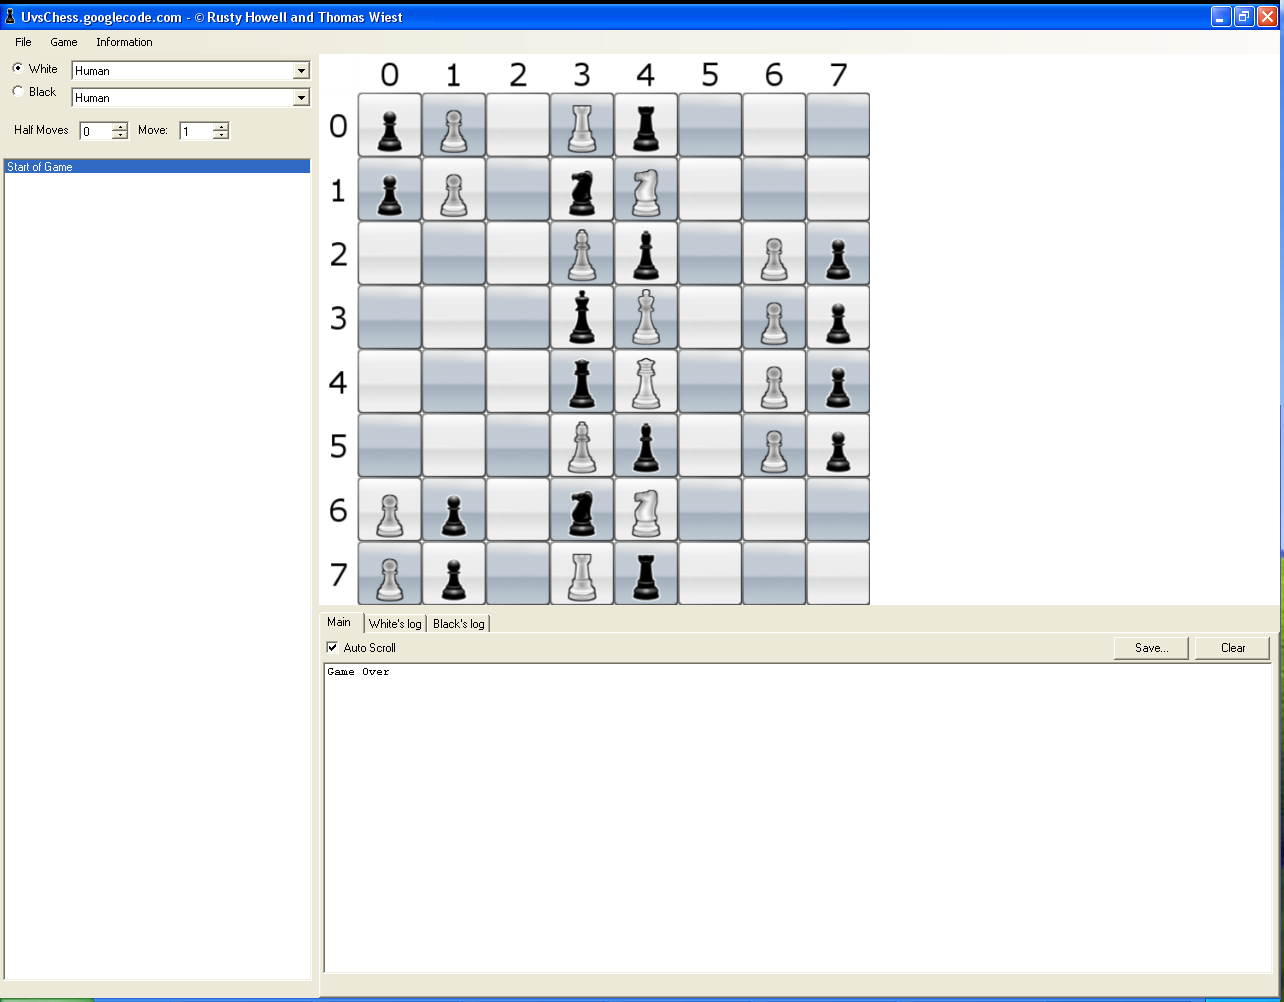 UvsChess.googlecode.com - © Rusty Howell and Thomas Wiest
File Game Information
White Human
Black Human
Half Moves 0 Move: 1
Start of Game
0 1 2 3 4 5 6 7
0
1
2
3
4
5
6
7
Main White's log Black's log
Auto Scroll Save... Clear
Game Over